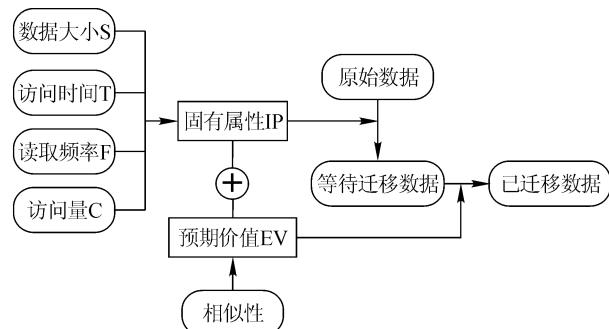 数据大小S
访问时间T
读取频率F
访问量C
固有属性IP
预期价值EV
相似性
原始数据
等待迁移数据
已迁移数据